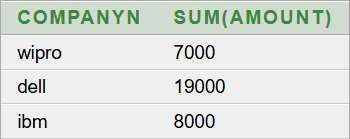 COMPANYN SUM(AMOUNT)
wipro 7000
dell 19000
ibm 8000